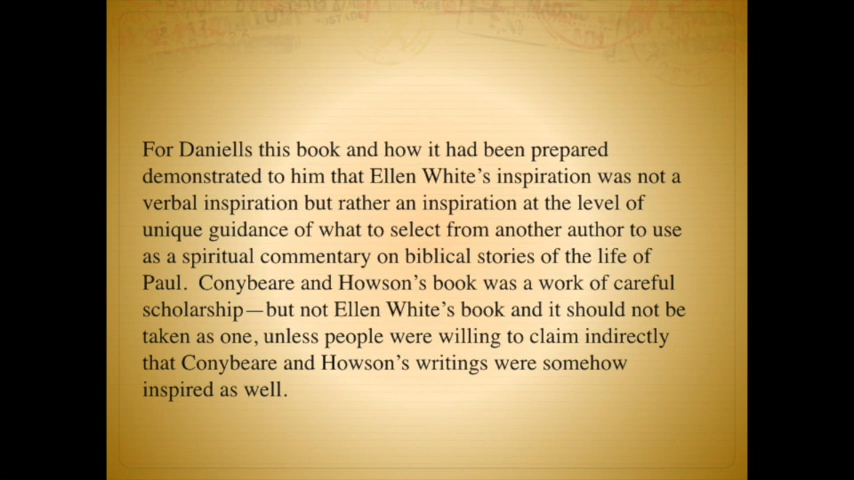 For Daniells this book and how it had been prepared
demonstrated to him that Ellen White's inspiration was not a
verbal inspiration but rather an inspiration at the level of
unique guidance of what to select from another author to use
as a spiritual commentary on biblical stories of the life of
Paul.  Conybeare and Howson's book was a work of careful
scholarship—but not Ellen White's book and it should not be
taken as one, unless people were willing to claim indirectly
that Conybeare and Howson's writings were somehow
inspired as well.